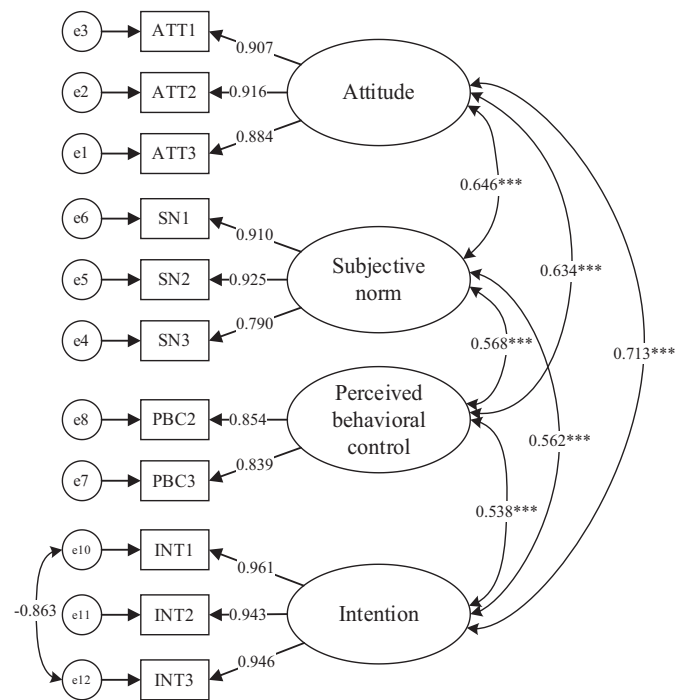 e3 ATT1 0.907
e2 ATT2 0.916 Attitude
e1 ATT3 0.884
0.646***
e6 SN1 0.910
e5 SN2 0.925 Subjective
norm
0.634***
e4 SN3 0.790
0.568***
0.713***
e8 PBC2 0.854 Perceived
behavioral
control
0.562***
e7 PBC3 0.839
0.538***
e10 INT1 0.961
-0.863 e11 INT2 0.943 Intention
e12 INT3 0.946